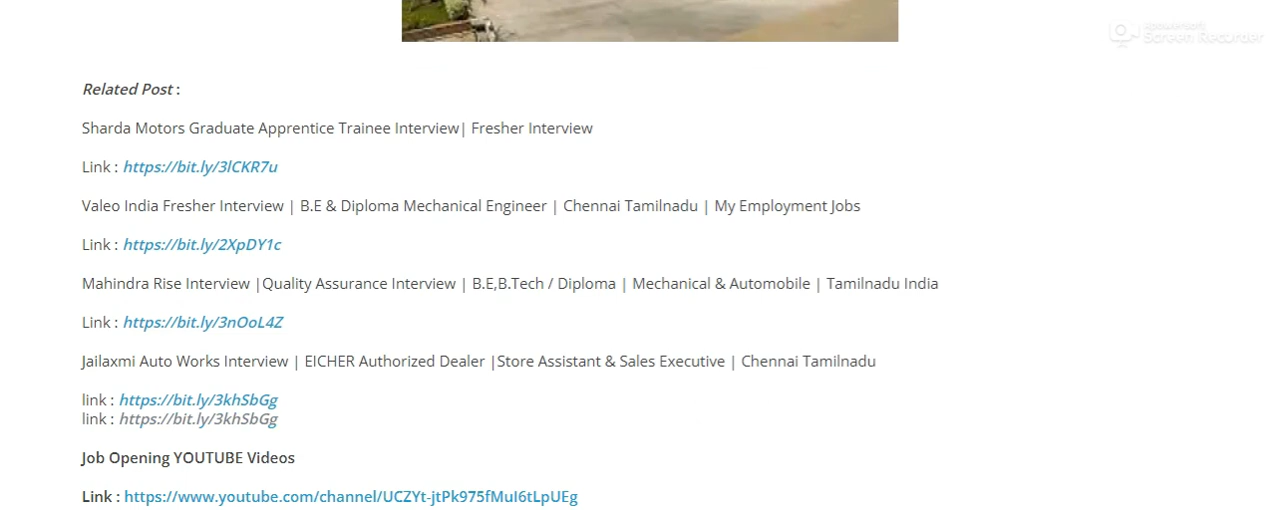 Apowersoft
Screen Recorder
Related Post :
Sharda Motors Graduate Apprentice Trainee Interview| Fresher Interview
Link : https://bit.ly/3lCKR7u
Valeo India Fresher Interview | B.E & Diploma Mechanical Engineer | Chennai Tamilnadu | My Employment Jobs
Link : https://bit.ly/2XpDY1c
Mahindra Rise Interview |Quality Assurance Interview | B.E,B.Tech / Diploma | Mechanical & Automobile | Tamilnadu India
Link : https://bit.ly/3nOoL4Z
Jailaxmi Auto Works Interview | EICHER Authorized Dealer |Store Assistant & Sales Executive | Chennai Tamilnadu
link : https://bit.ly/3khSbGg
link : https://bit.ly/3khSbGg
Job Opening YOUTUBE Videos
Link : https://www.youtube.com/channel/UCZYt-jtPk975fMuI6tLpUEg